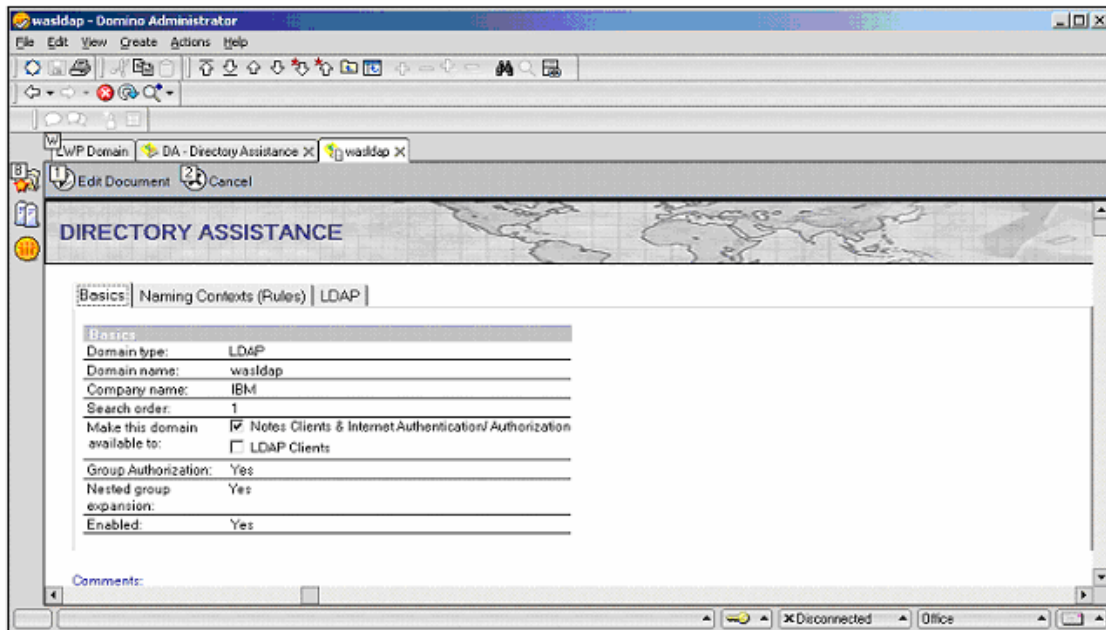 wasldap - Domino Administrator
File Edit View Create Actions Help
W
LWP Domain
DA - Directory Assistance
wasldap
8
1
Edit Document
2
Cancel
DIRECTORY ASSISTANCE
Basics
Naming Contexts (Rules)
LDAP
Basics
Domain type: LDAP
Domain name: wasldap
Company name: IBM
Search order: 1
Make this domain
available to:
Notes Clients & Internet Authentication/Authorization
LDAP Clients
Group Authorization: Yes
Nested group Yes
expansion:
Enabled: Yes
Comments:
Disconnected
Office